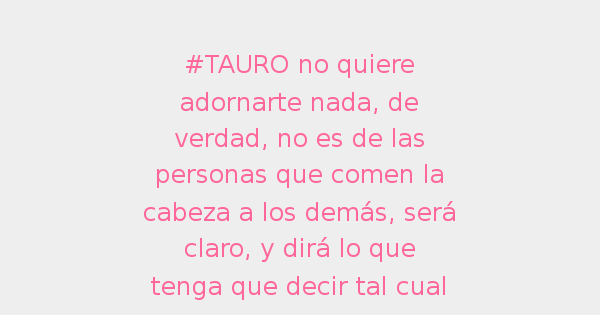 #TAURO no quiere
adornarte nada, de
verdad, no es de las
personas que comen la
cabeza a los demás, será
claro, y dirá lo que
tenga que decir tal cual